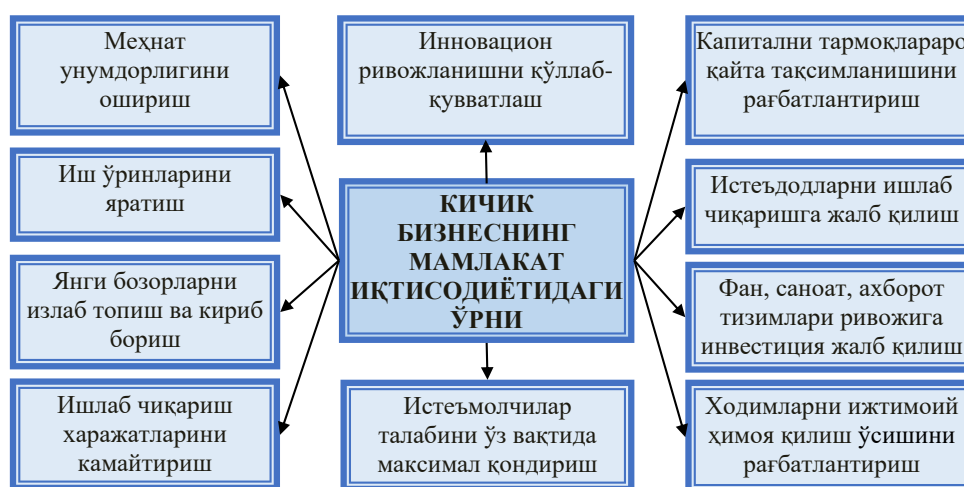 Меҳнат
унумдорлигини
ошириш
Инновацион
ривожланишни қўллаб-
қувватлаш
Капитални тармоқлараро
қайта тақсимланишини
рағбатлантириш
Иш ўринларини
яратиш
КИЧИК
БИЗНЕСНИНГ
МАМЛАКАТ
ИҚТИСОДИЁТИДАГИ
ЎРНИ
Истеъдодларни ишлаб
чиқаришга жалб қилиш
Янги бозорларни
излаб топиш ва кириб
бориш
Фан, саноат, ахборот
тизимлари ривожига
инвестиция жалб қилиш
Ишлаб чиқариш
харажатларини
камайтириш
Истеъмолчилар
талабини ўз вақтида
максимал қондириш
Ходимларни ижтимоий
ҳимоя қилиш ўсишини
рағбатлантириш